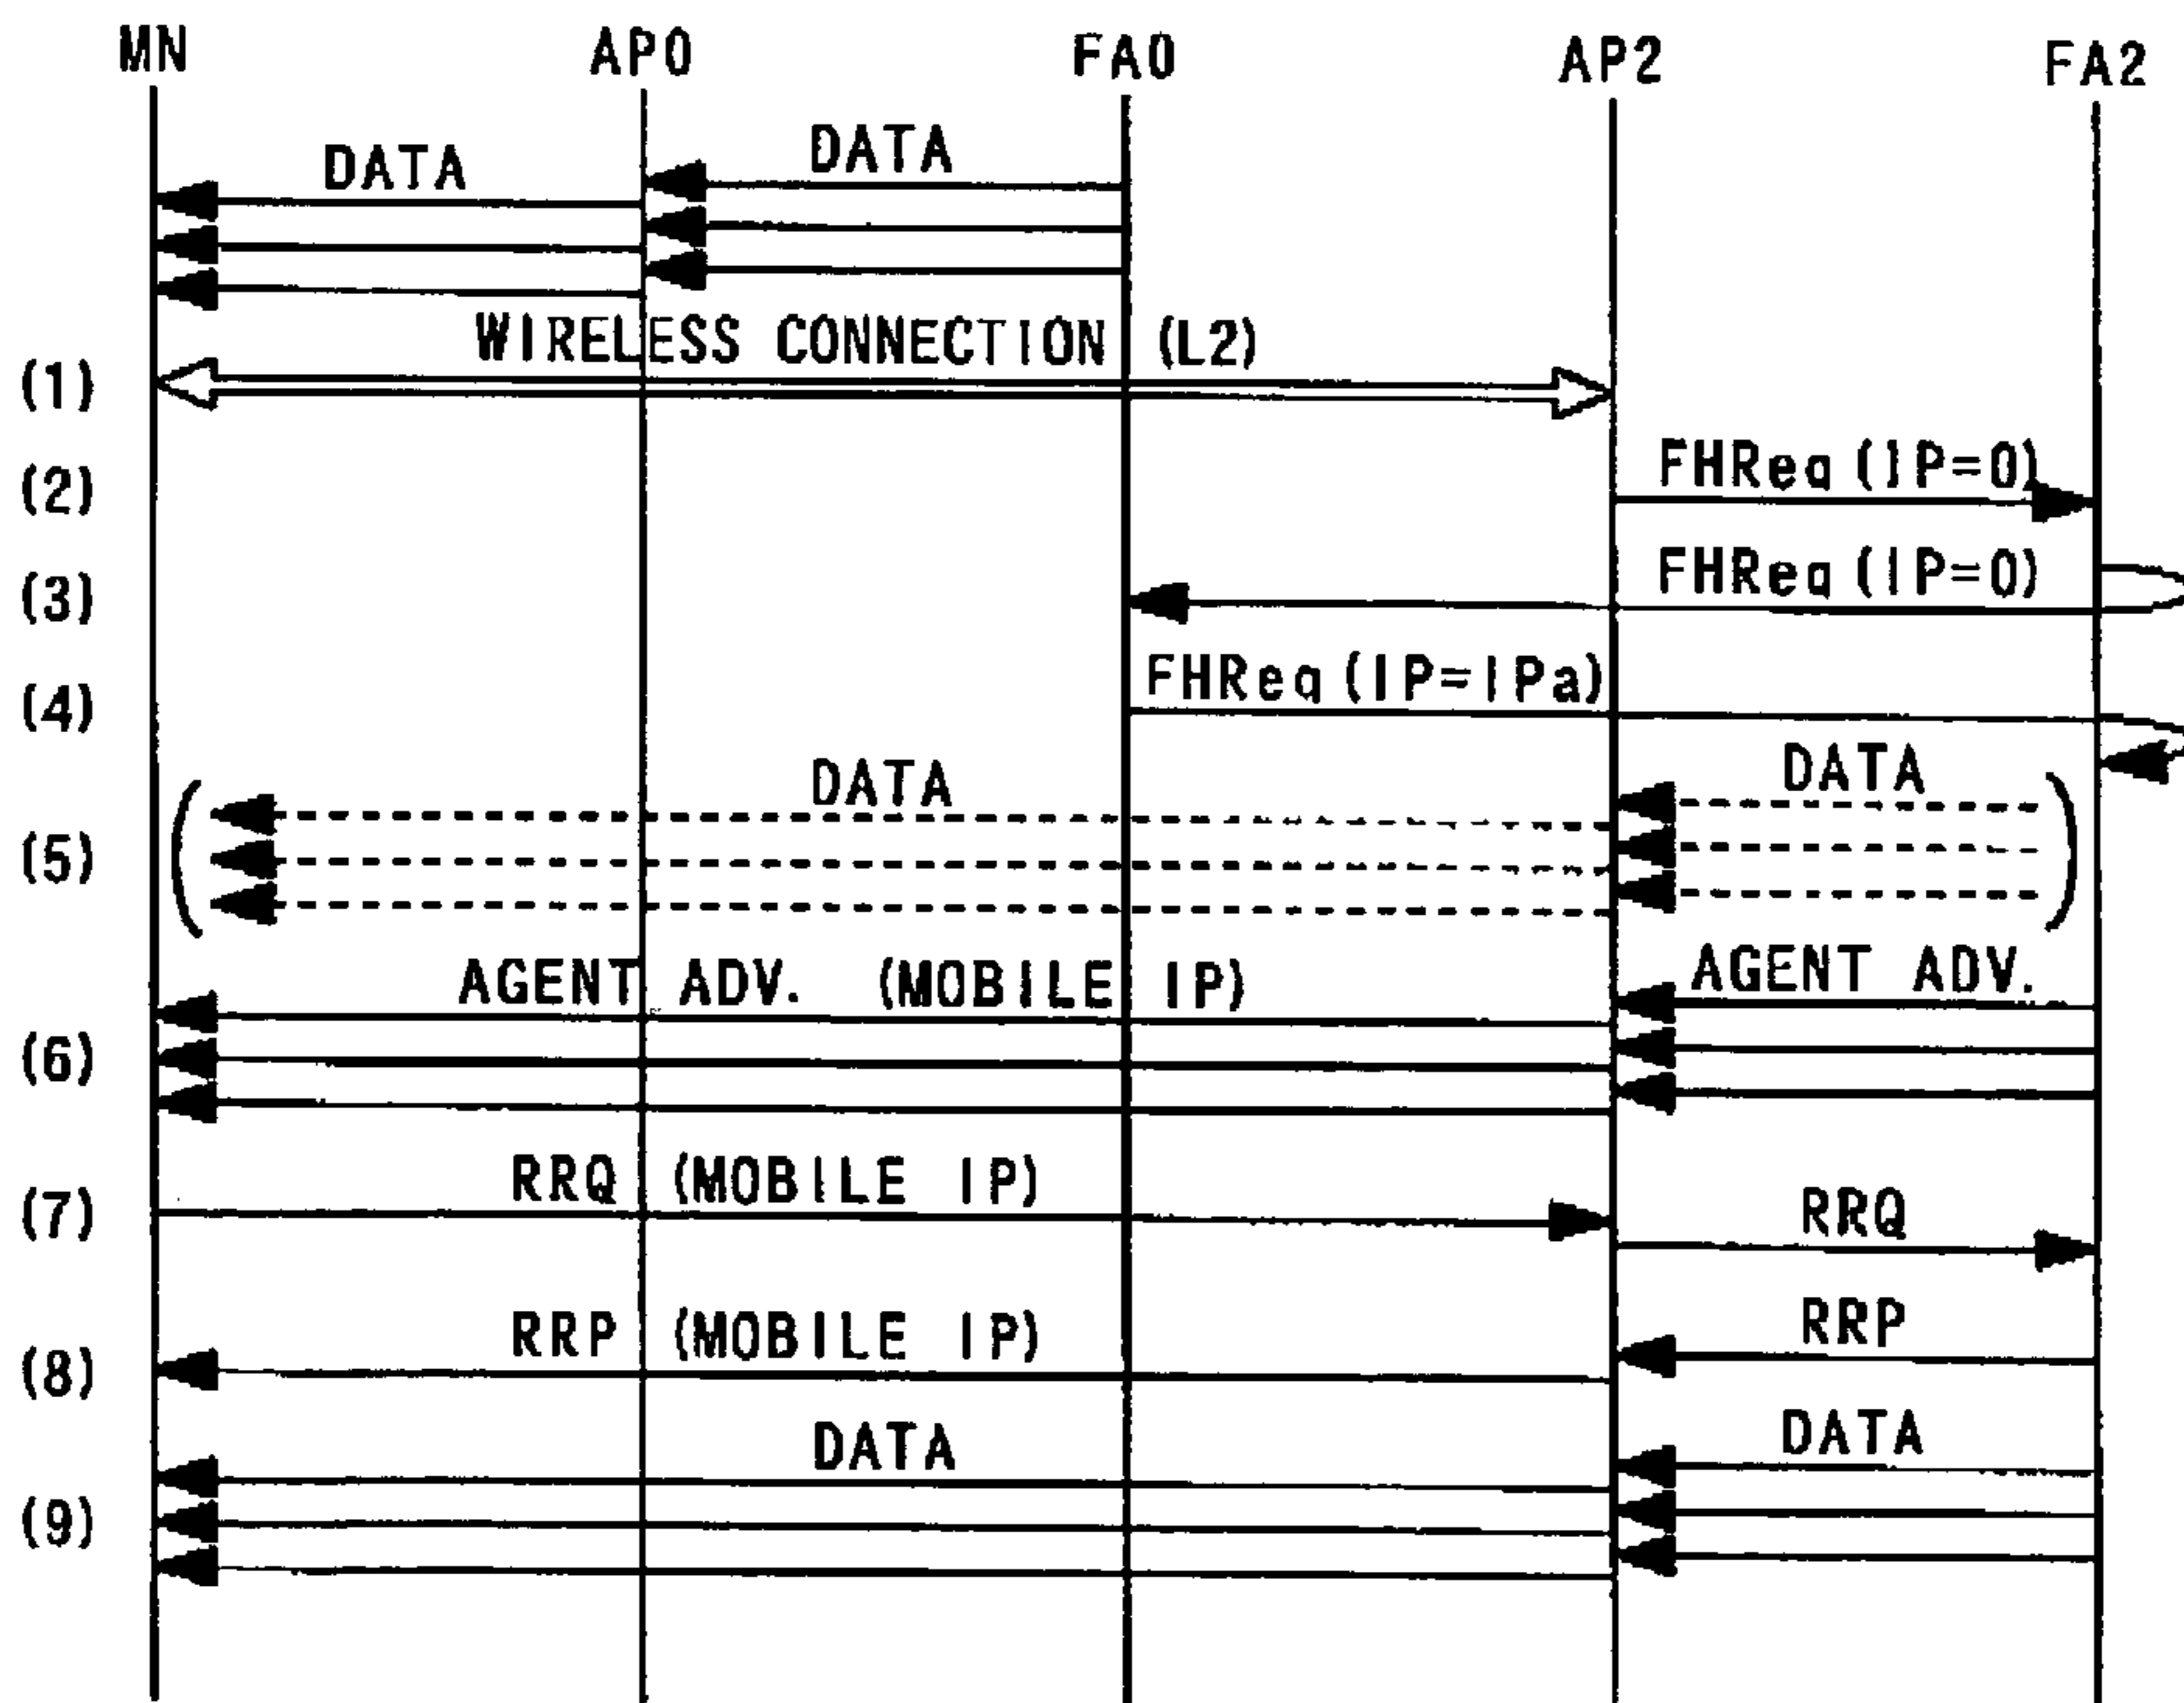 MN AP0 FA0 AP2 FA2
DATA DATA
WIRELESS CONNECTION (L2)
(1)
(2) FHReq(IP=0)
(3) FHReq(IP=0)
(4) FHReq(IP=IPa)
DATA DATA
(5)
AGENT ADV. (MOBILE IP) AGENT ADV.
(6)
RRQ (MOBILE IP)
(7) RRQ
RRP (MOBILE IP) RRP
(8)
DATA DATA
(9)